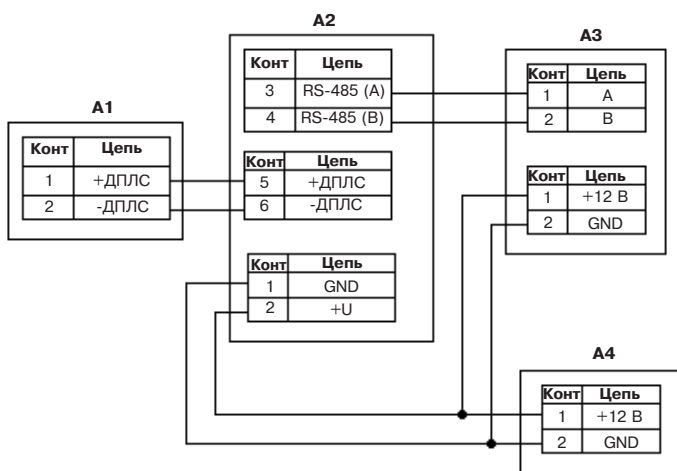 A2
Конт Цепь
3 RS-485 (A)
4 RS-485 (B)
A3
Конт Цепь
1 A
2 B
A1
Конт Цепь
1 +ДПЛС
2 -ДПЛС
Конт Цепь
5 +ДПЛС
6 -ДПЛС
Конт Цепь
1 +12 В
2 GND
Конт Цепь
1 GND
2 +U
A4
Конт Цепь
1 +12 В
2 GND